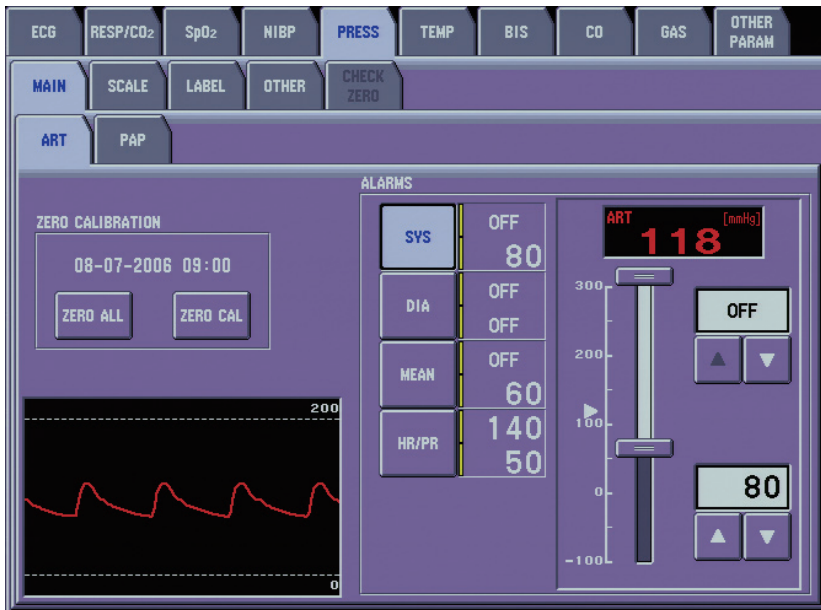 ECG RESP/CO2 SpO2 NIBP PRESS TEMP BIS CO GAS OTHER PARAM
MAIN SCALE LABEL OTHER CHECK ZERO
ART PAP
ALARMS
ZERO CALIBRATION
08-07-2006 09:00
ZERO ALL ZERO CAL
200
0
SYS OFF
80
DIA OFF
OFF
MEAN OFF
60
HR/PR 140
50
ART [mmHg]
118
300
200
100
0
-100
OFF
80